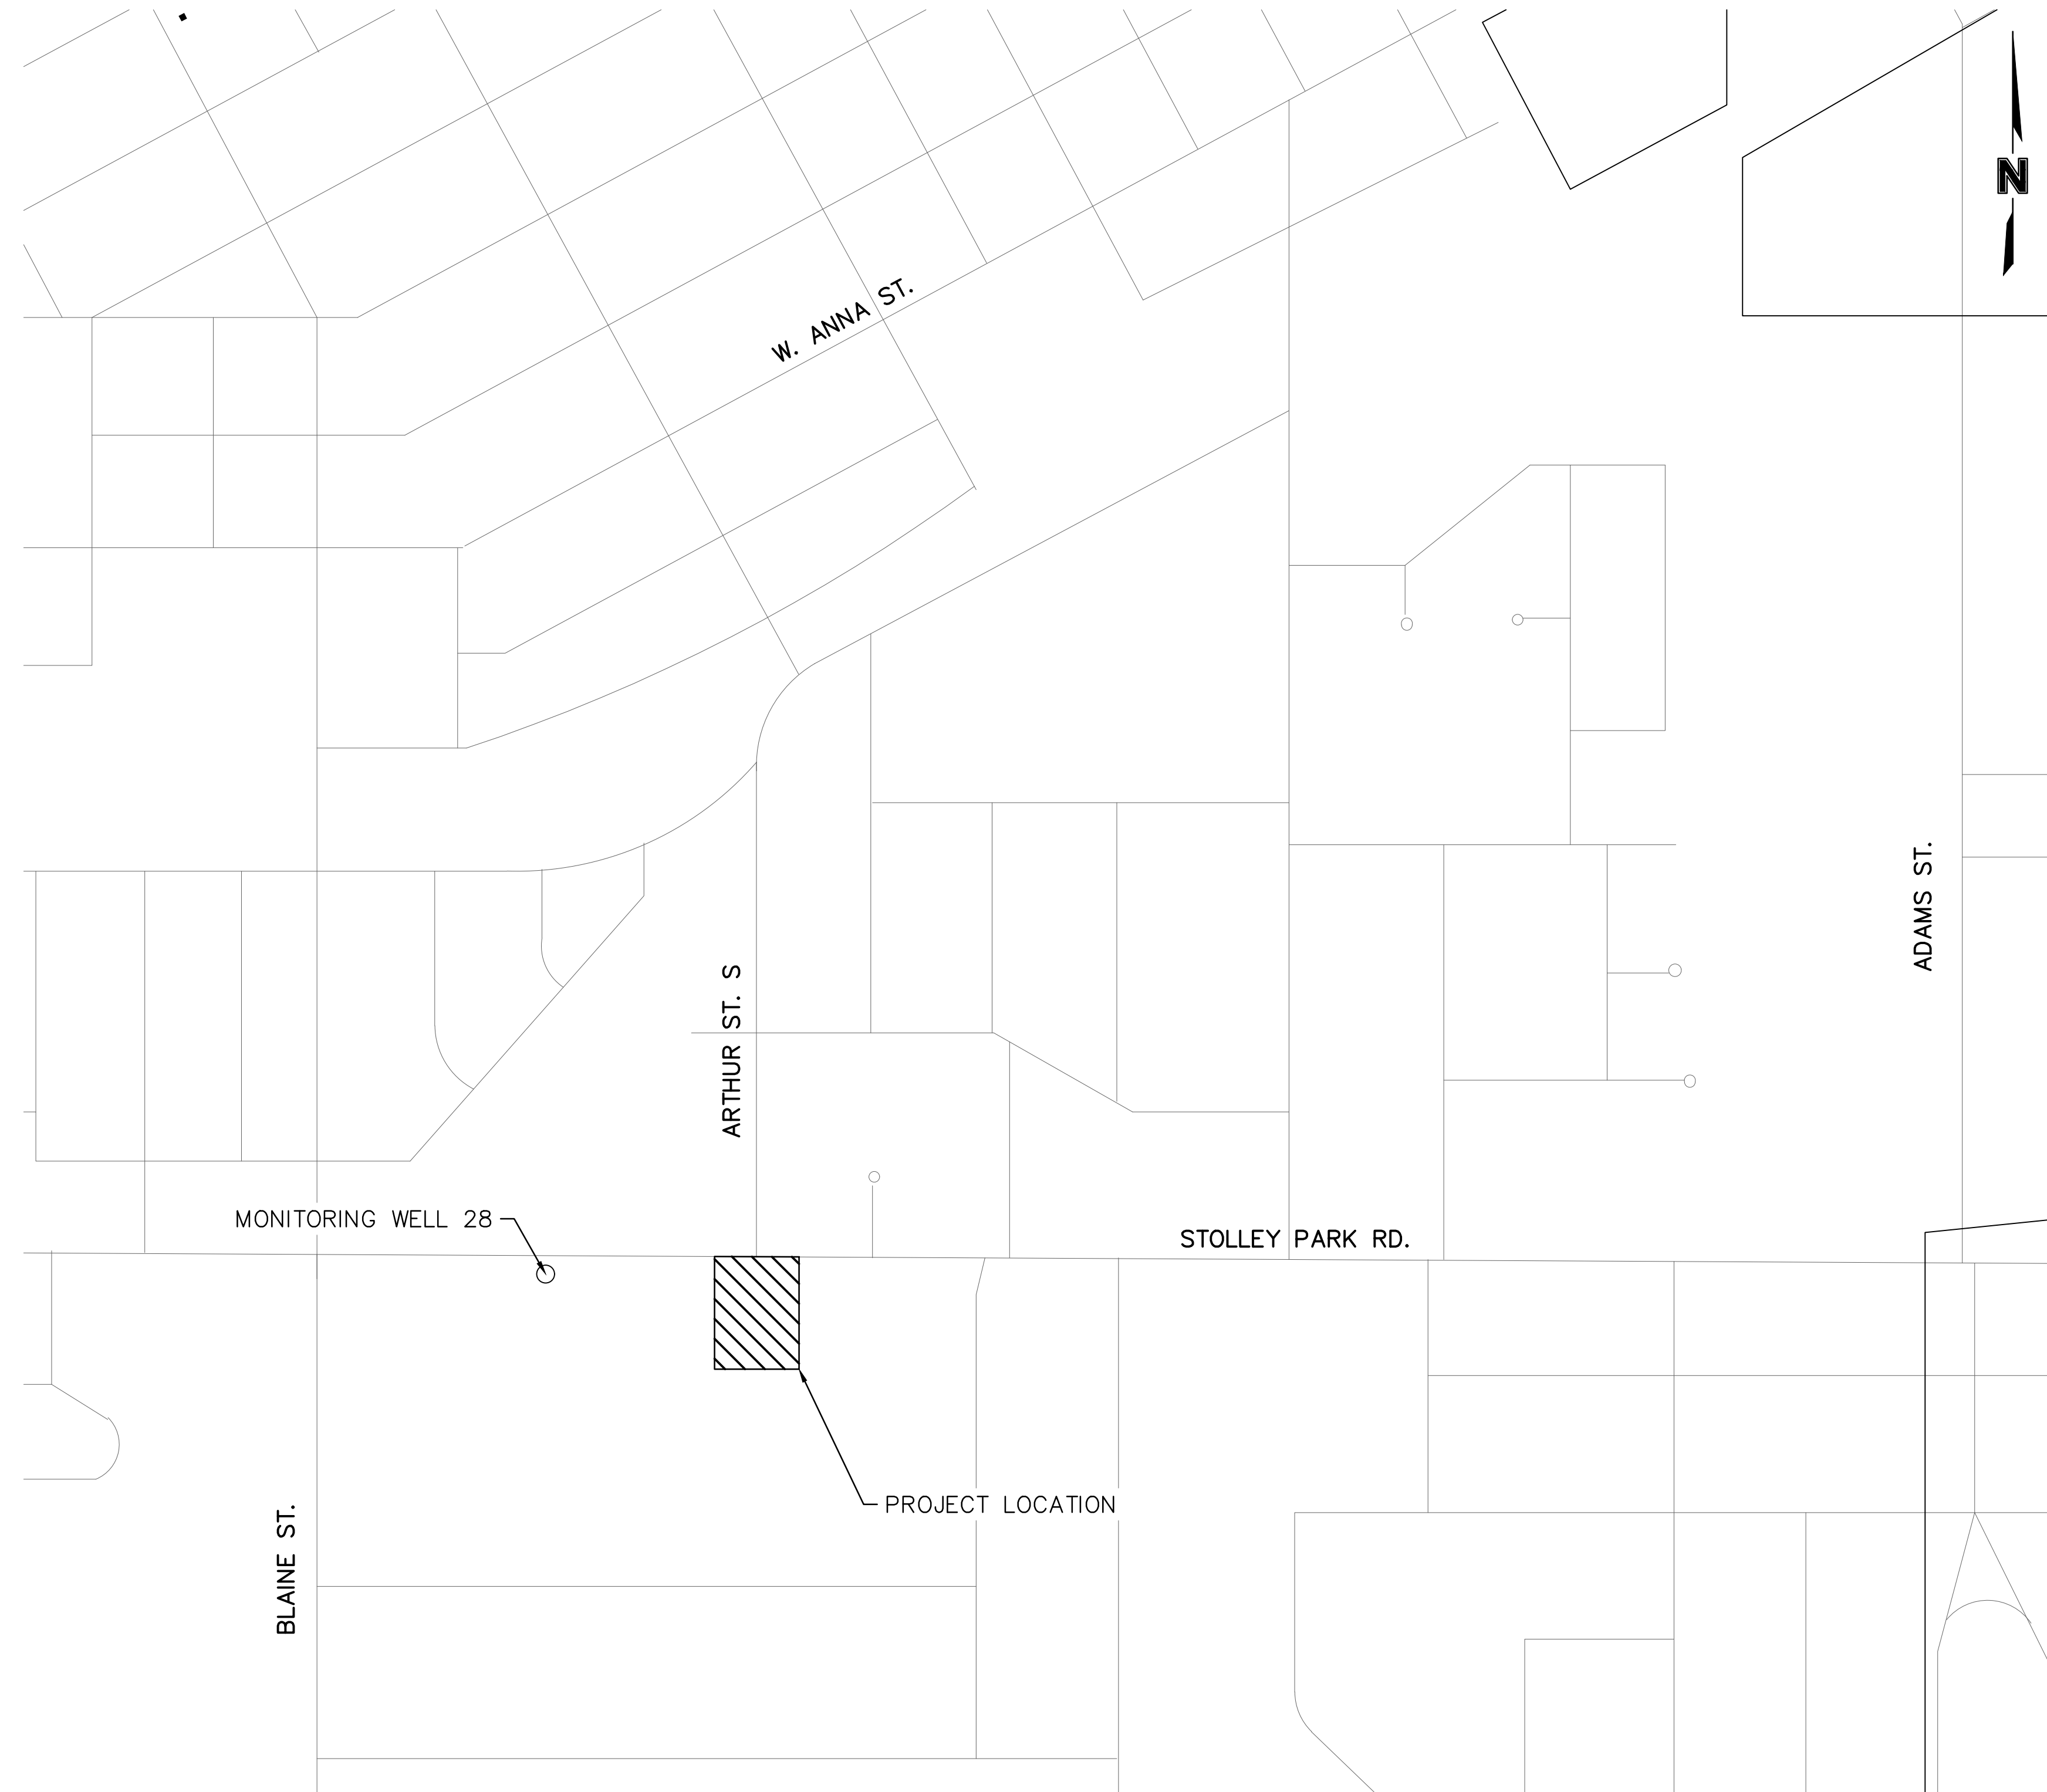 N
W. ANNA ST.
ADAMS ST.
ARTHUR ST. S
MONITORING WELL 28
STOLLEY PARK RD.
PROJECT LOCATION
BLAINE ST.